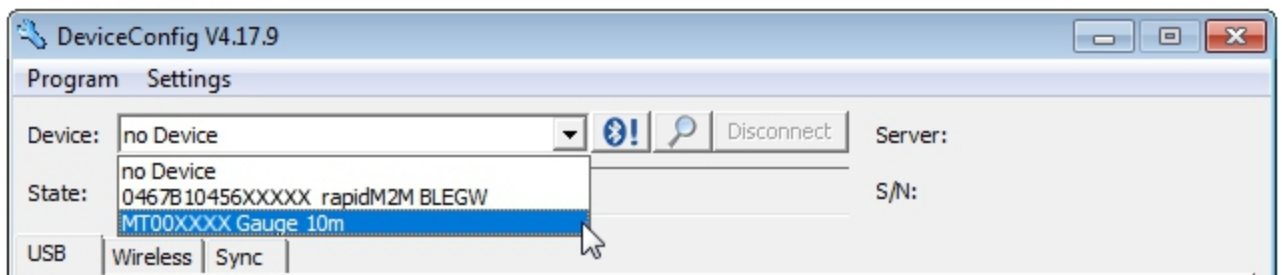 DeviceConfig V4.17.9
Program Settings
Device: no Device Disconnect Server:
no Device
State: 0467B10456XXXXX rapidM2M BLEGW S/N:
MT00XXXX Gauge 10m
USB Wireless Sync